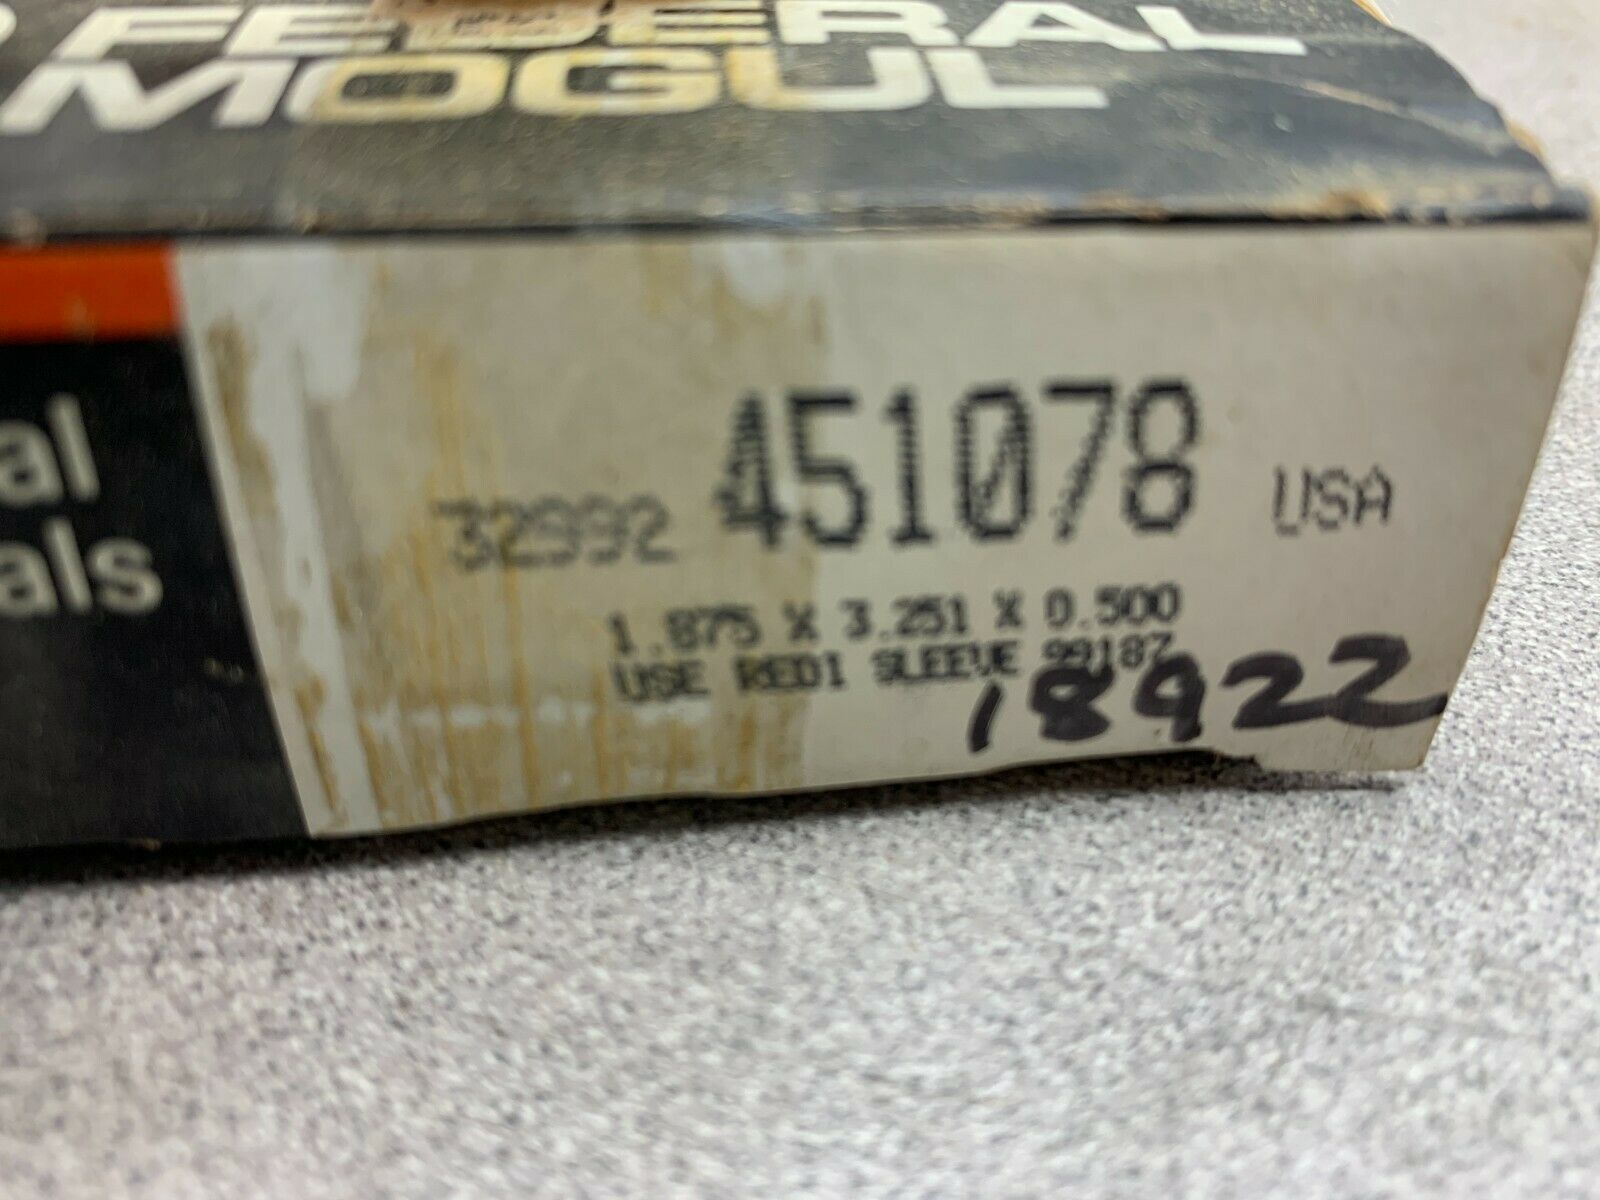 FEDERAL
MOGUL
al
als
32992 451078 USA
1.875 X 3.251 X 0.500
USE REDI SLEEVE 99187
18922